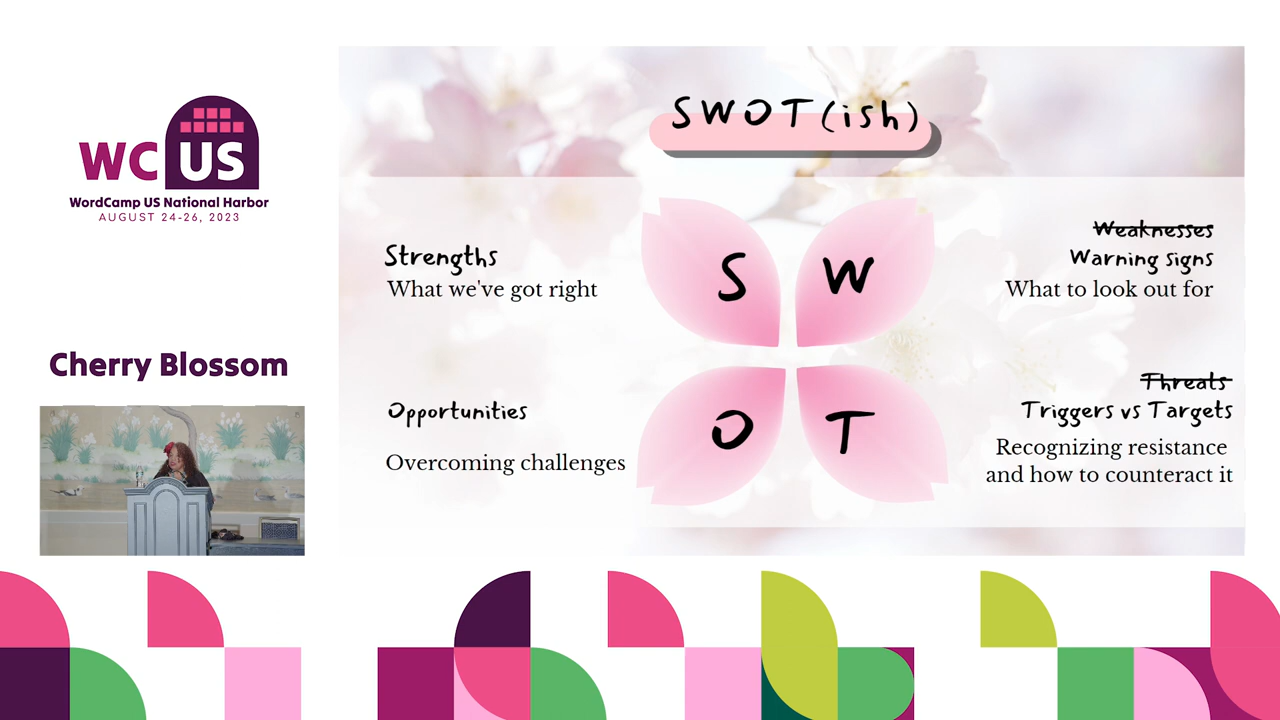 WC US
WordCamp US National Harbor
AUGUST 24-26, 2023
Cherry Blossom
SWOT(ish)
Strengths
What we've got right
S
W
Weaknesses
Warning signs
What to look out for
Opportunities
Overcoming challenges
O
T
Threats
Triggers vs Targets
Recognizing resistance
and how to counteract it